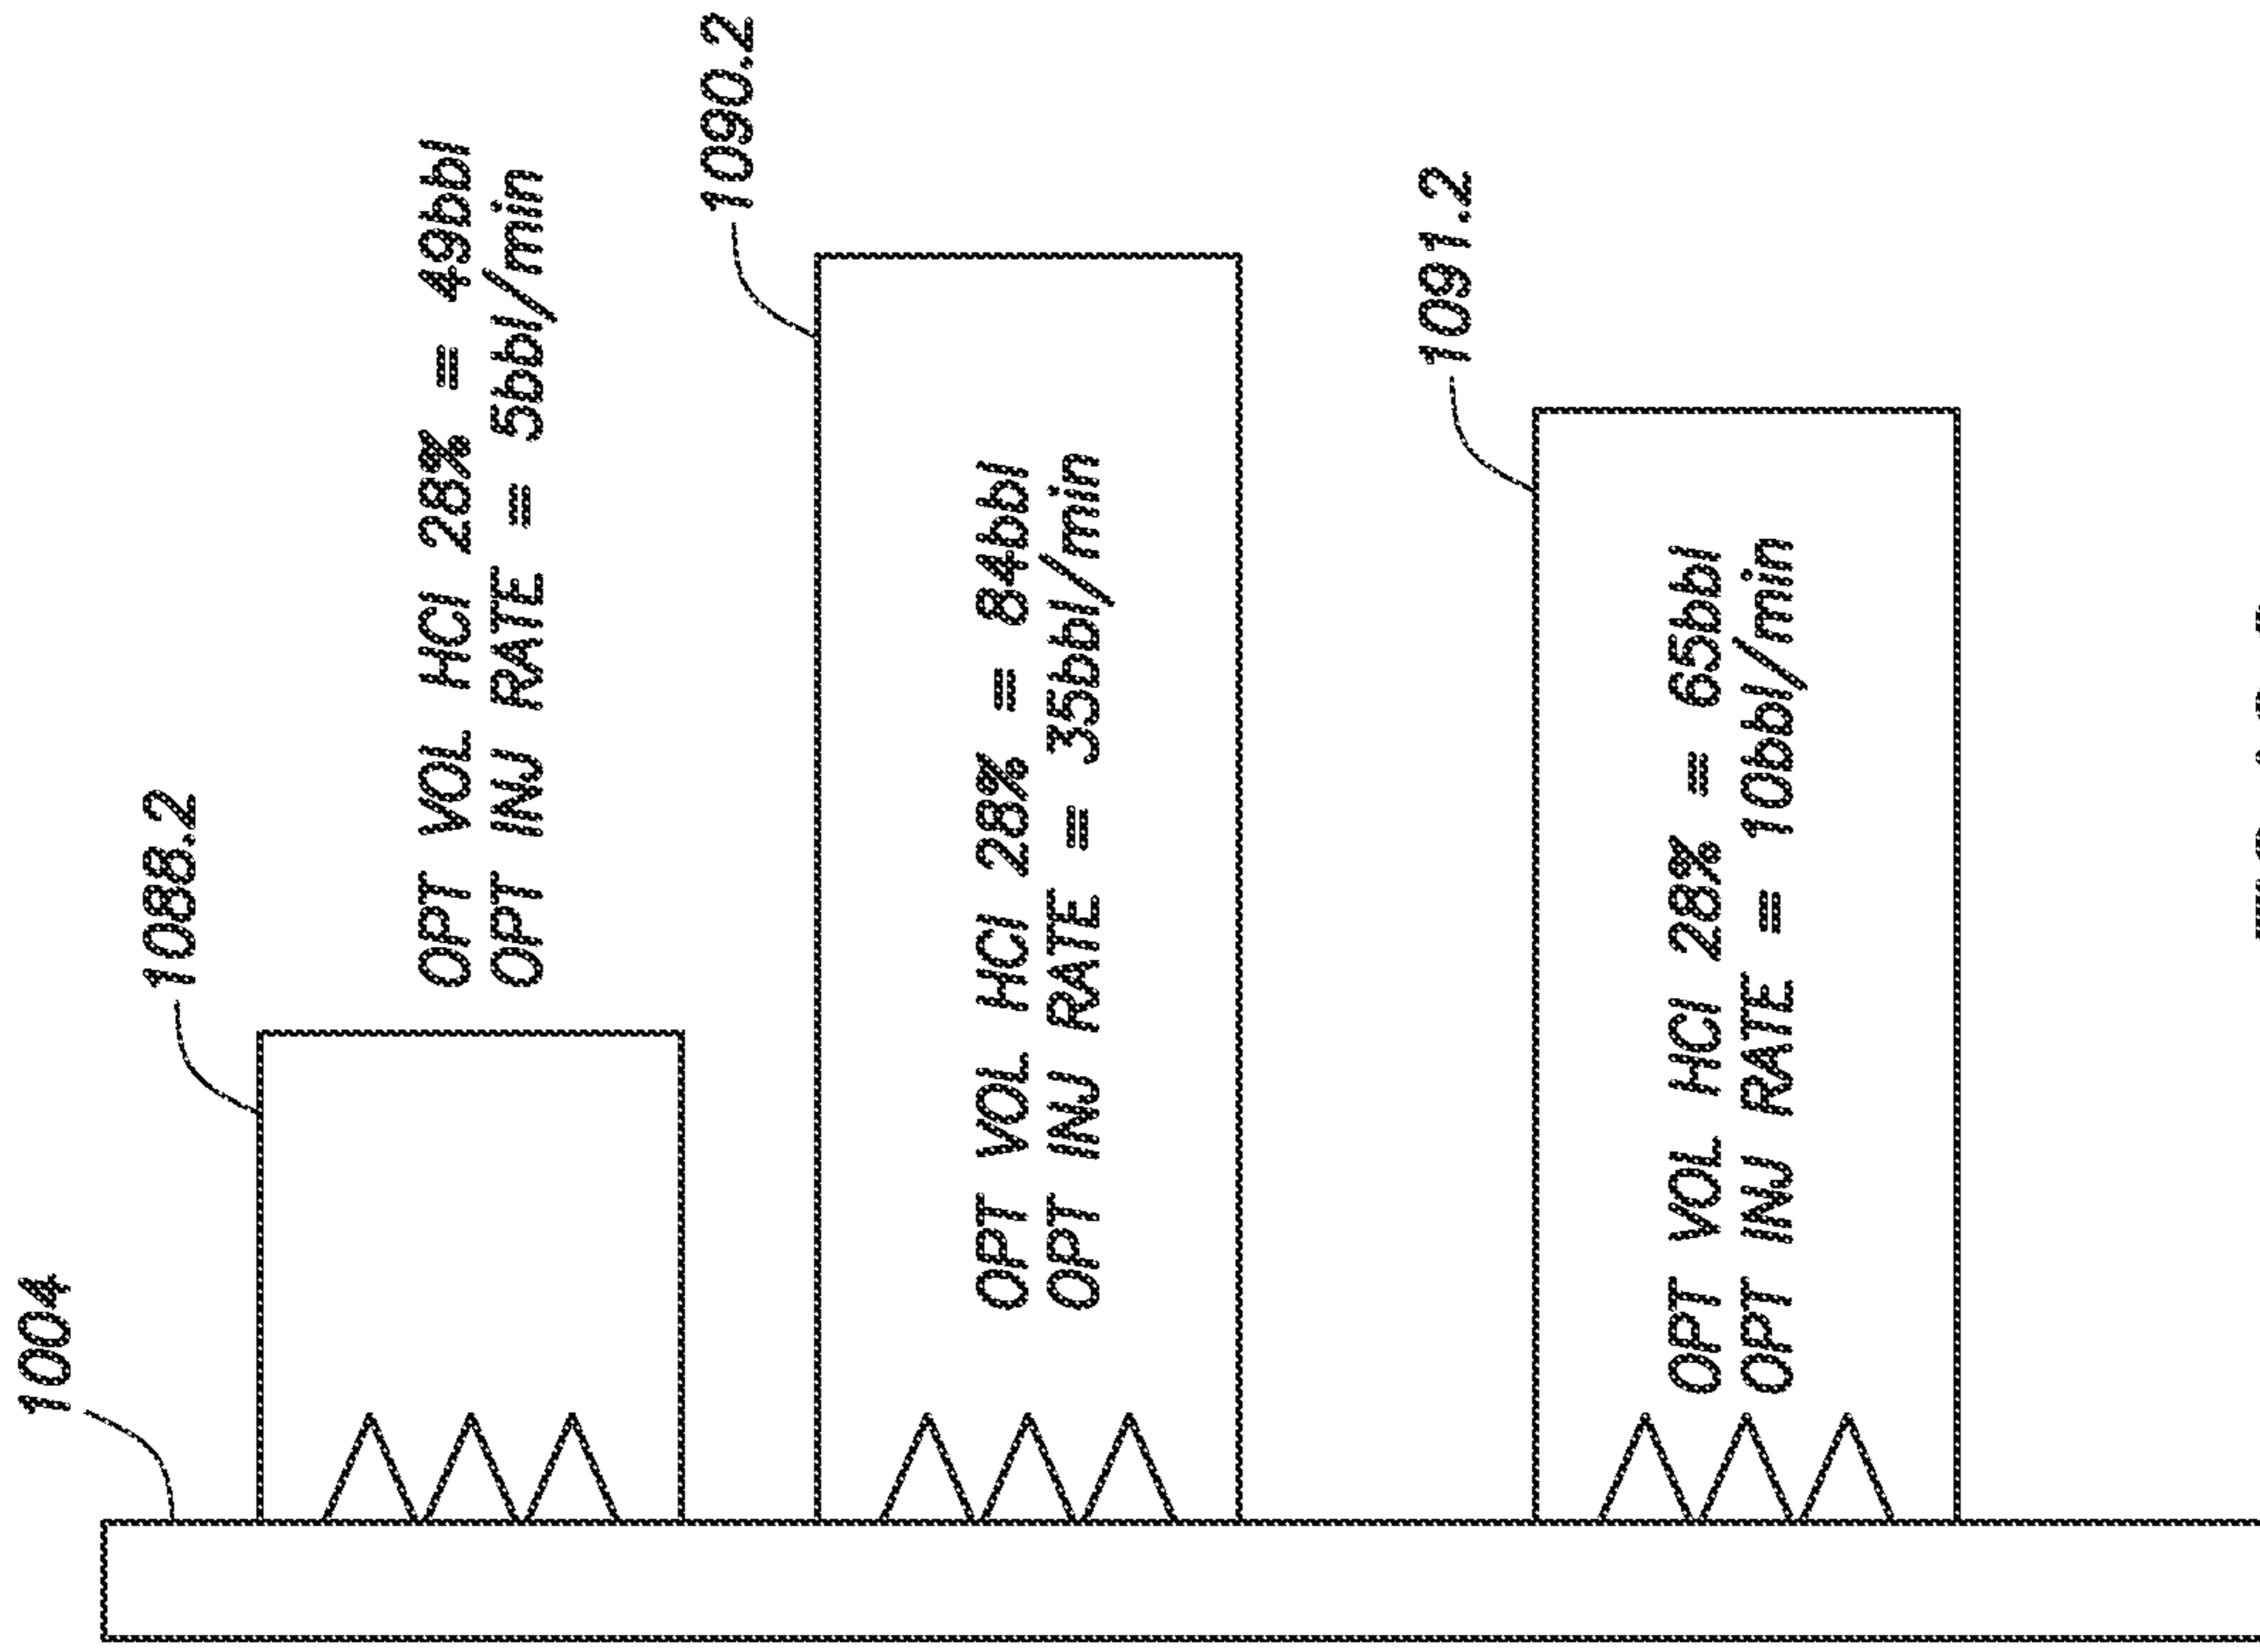 1004
1088.2
OPT VOL HCl 28% = 49bbl
OPT INJ RATE = 5bbl/min
1090.2
OPT VOL HCl 28% = 84bbl
OPT INJ RATE = 35bbl/min
1091.2
OPT VOL HCl 28% = 65bbl
OPT INJ RATE = 10bbl/min